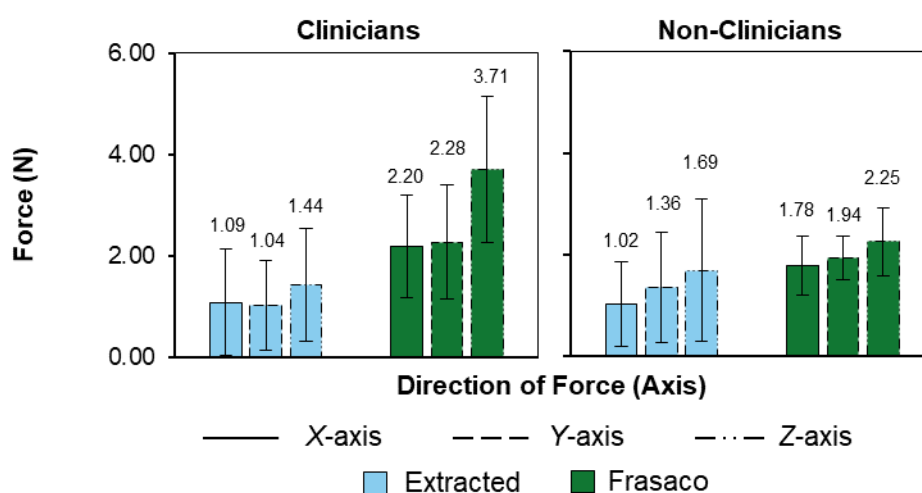 Clinicians
Non-Clinicians
6.00
4.00
2.00
0.00
Force (N)
1.09
1.04
1.44
2.20
2.28
3.71
1.02
1.36
1.69
1.78
1.94
2.25
Direction of Force (Axis)
X-axis Y-axis Z-axis
Extracted Frasaco